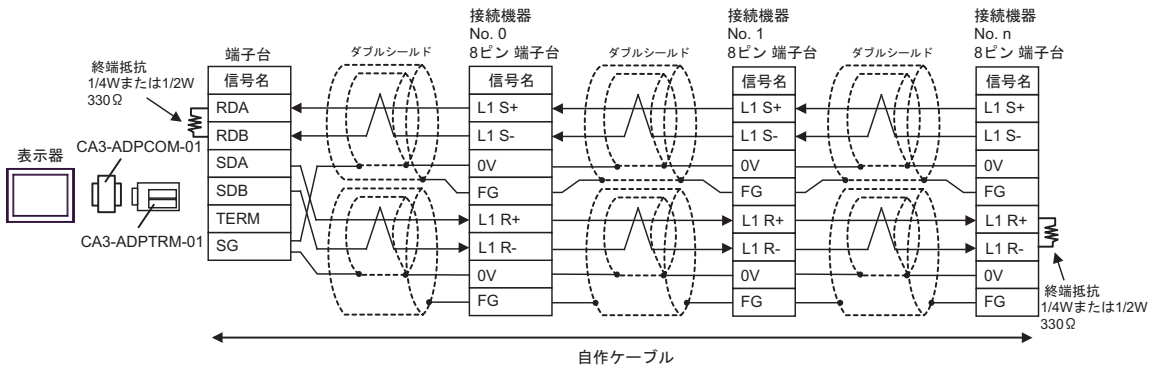 接続機器
No. 0
8ピン 端子台
接続機器
No. 1
8ピン 端子台
接続機器
No. n
8ピン 端子台
端子台
ダブルシールド
ダブルシールド
ダブルシールド
終端抵抗
1/4Wまたは1/2W
330Ω
表示器
CA3-ADPCOM-01
CA3-ADPTRM-01
信号名
RDA
RDB
SDA
SDB
TERM
SG
信号名
L1 S+
L1 S-
0V
FG
L1 R+
L1 R-
0V
FG
信号名
L1 S+
L1 S-
0V
FG
L1 R+
L1 R-
0V
FG
信号名
L1 S+
L1 S-
0V
FG
L1 R+
L1 R-
0V
FG
終端抵抗
1/4Wまたは1/2W
330Ω
自作ケーブル